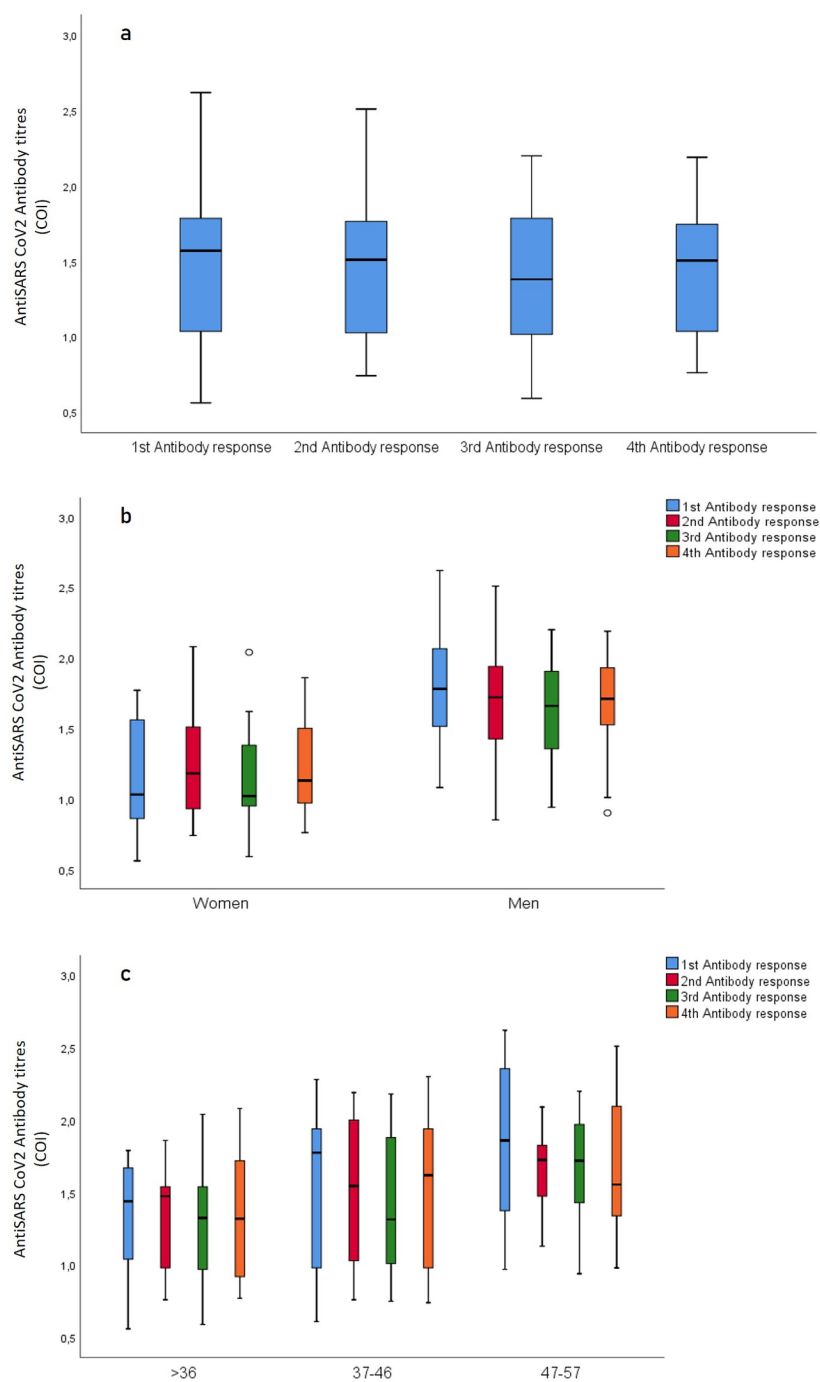 a
3,0
2,5
2,0
1,5
1,0
0,5
AntiSARS CoV2 Antibody titres
(COI)
1st Antibody response
2nd Antibody response
3rd Antibody response
4th Antibody response
b
3,0
2,5
2,0
1,5
1,0
0,5
AntiSARS CoV2 Antibody titres
(COI)
1st Antibody response
2nd Antibody response
3rd Antibody response
4th Antibody response
Women
Men
c
3,0
2,5
2,0
1,5
1,0
0,5
AntiSARS CoV2 Antibody titres
(COI)
1st Antibody response
2nd Antibody response
3rd Antibody response
4th Antibody response
>36
37-46
47-57